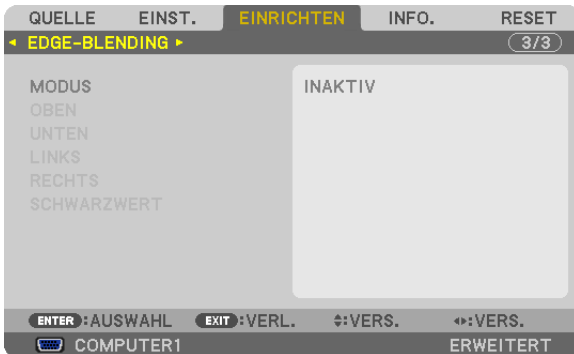 QUELLE EINST. EINRICHTEN INFO. RESET
EDGE-BLENDING 3/3
MODUS INAKTIV
OBEN
UNTEN
LINKS
RECHTS
SCHWARZWERT
ENTER :AUSWAHL EXIT :VERL. :VERS. :VERS.
COMPUTER1 ERWEITERT